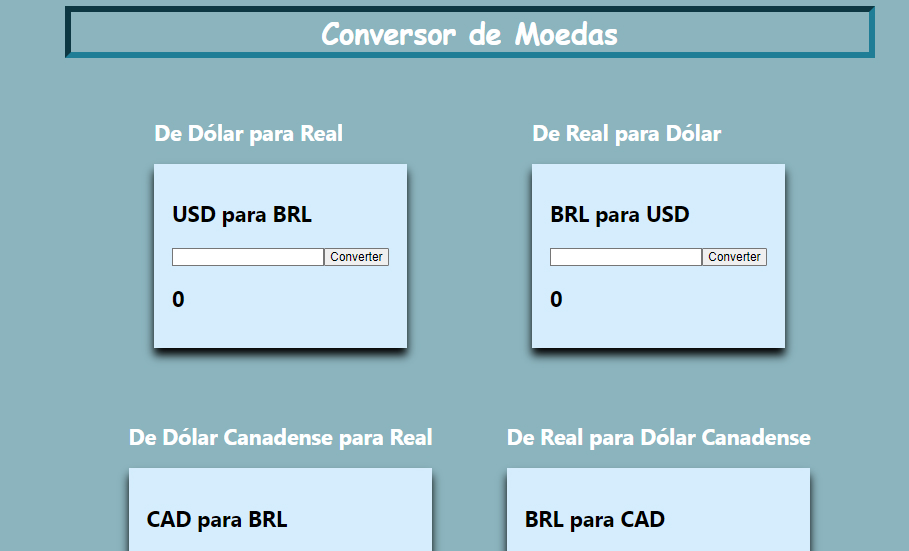 Conversor de Moedas
De Dólar para Real
USD para BRL
Converter
0
De Real para Dólar
BRL para USD
Converter
0
De Dólar Canadense para Real
CAD para BRL
De Real para Dólar Canadense
BRL para CAD